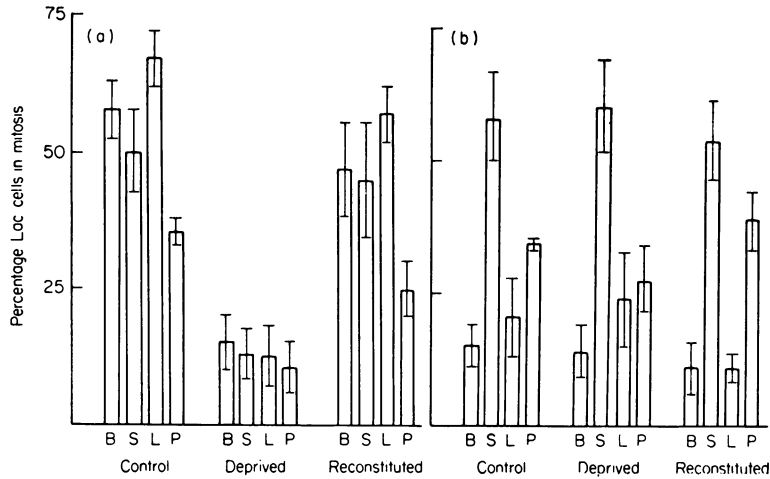 75
(a)
(b)
50
25
Percentage Lac cells in mitosis
B S L P B S L P B S L P B S L P B S L P B S L P
Control Deprived Reconstituted Control Deprived Reconstituted